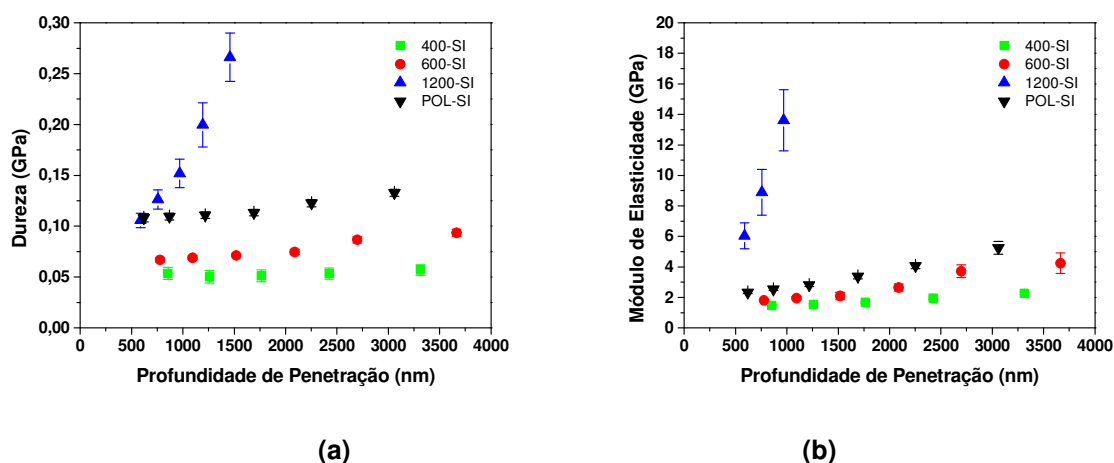 0,30
0,25
0,20
0,15
0,10
0,05
0,00
Dureza (GPa)
400-SI
600-SI
1200-SI
POL-SI
0 500 1000 1500 2000 2500 3000 3500 4000
Profundidade de Penetração (nm)
(a)
20
18
16
14
12
10
8
6
4
2
0
Módulo de Elasticidade (GPa)
400-SI
600-SI
1200-SI
POL-SI
0 500 1000 1500 2000 2500 3000 3500 4000
Profundidade de Penetração (nm)
(b)